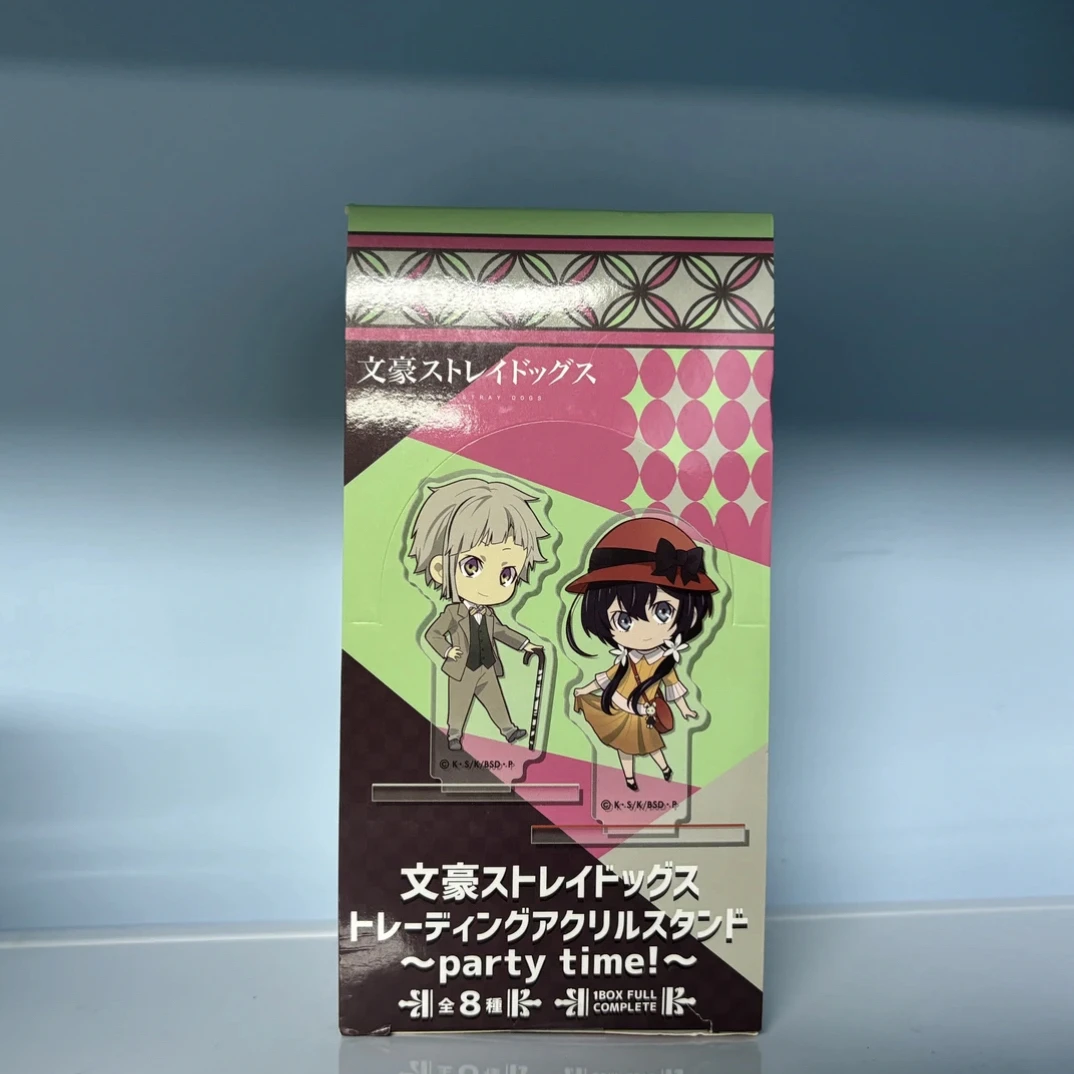 文豪ストレイドッグス
STRAY DOGS
© K・S/K/BSD・P
© K・S/K/BSD・P
文豪ストレイドッグス
トレーディングアクリルスタンド
～party time!～
全8種
1BOX FULL
COMPLETE